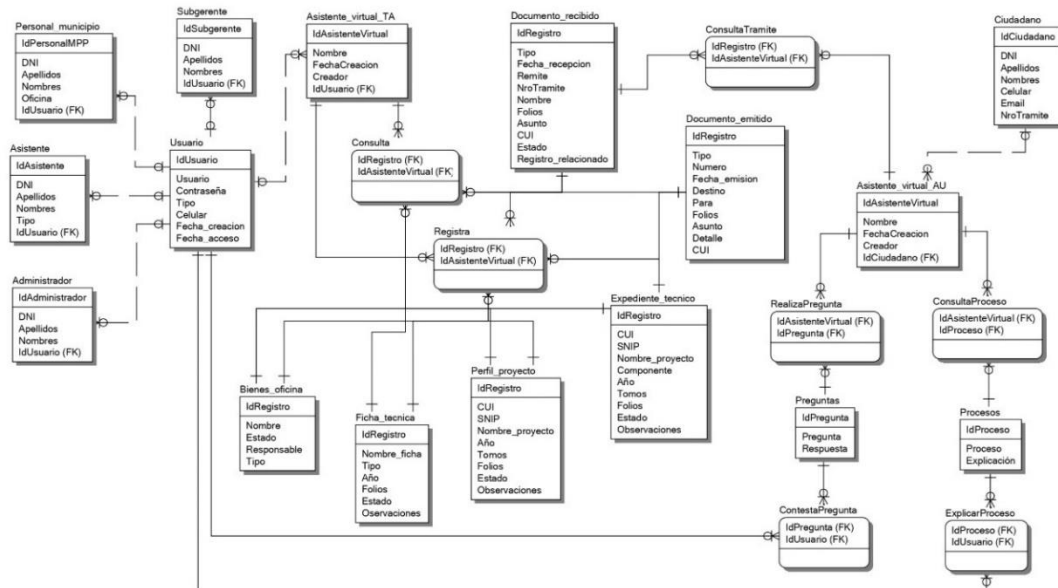 Personal_municipio
IdPersonalMPP
DNI
Apellidos
Nombres
Oficina
IdUsuario (FK)
Subgerente
IdSubgerente
DNI
Apellidos
Nombres
IdUsuario (FK)
Asistente_virtual_TA
IdAsistenteVirtual
Nombre
FechaCreacion
Creador
IdUsuario (FK)
Documento_recibido
IdRegistro
Tipo
Fecha_recepcion
Remite
NroTramite
Nombre
Folios
Asunto
CUI
Estado
Registro_relacionado
ConsultaTramite
IdRegistro (FK)
IdAsistenteVirtual (FK)
Ciudadano
IdCiudadano
DNI
Apellidos
Nombres
Celular
Email
NroTramite
Asistente
IdAsistente
DNI
Apellidos
Nombres
Tipo
IdUsuario (FK)
Usuario
IdUsuario
Usuario
Contraseña
Tipo
Celular
Fecha_creacion
Fecha_acceso
Consulta
IdRegistro (FK)
IdAsistenteVirtual (FK)
Documento_emitido
IdRegistro
Tipo
Numero
Fecha_emision
Destino
Para
Folios
Asunto
Detalle
CUI
Asistente_virtual_AU
IdAsistenteVirtual
Nombre
FechaCreacion
Creador
IdCiudadano (FK)
Registra
IdRegistro (FK)
IdAsistenteVirtual (FK)
Administrador
IdAdministrador
DNI
Apellidos
Nombres
IdUsuario (FK)
Expediente_tecnico
IdRegistro
CUI
SNIP
Nombre_proyecto
Componente
Año
Tomos
Folios
Estado
Observaciones
RealizaPregunta
IdAsistenteVirtual (FK)
IdPregunta (FK)
ConsultaProceso
IdAsistenteVirtual (FK)
IdProceso (FK)
Bienes_oficina
IdRegistro
Nombre
Estado
Responsable
Tipo
Ficha_tecnica
IdRegistro
Nombre_ficha
Tipo
Año
Folios
Estado
Oservaciones
Perfil_proyecto
IdRegistro
CUI
SNIP
Nombre_proyecto
Año
Tomos
Folios
Estado
Observaciones
Preguntas
IdPregunta
Pregunta
Respuesta
Procesos
IdProceso
Proceso
Explicación
ContestaPregunta
IdPregunta (FK)
IdUsuario (FK)
ExplicarProceso
IdProceso (FK)
IdUsuario (FK)